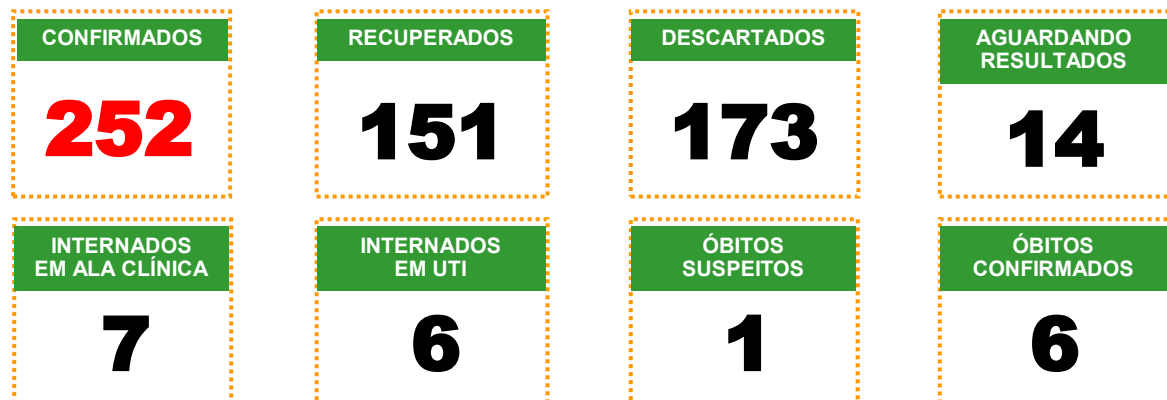 CONFIRMADOS
252
RECUPERADOS
151
DESCARTADOS
173
AGUARDANDO
RESULTADOS
14
INTERNADOS
EM ALA CLÍNICA
7
INTERNADOS
EM UTI
6
ÓBITOS
SUSPEITOS
1
ÓBITOS
CONFIRMADOS
6